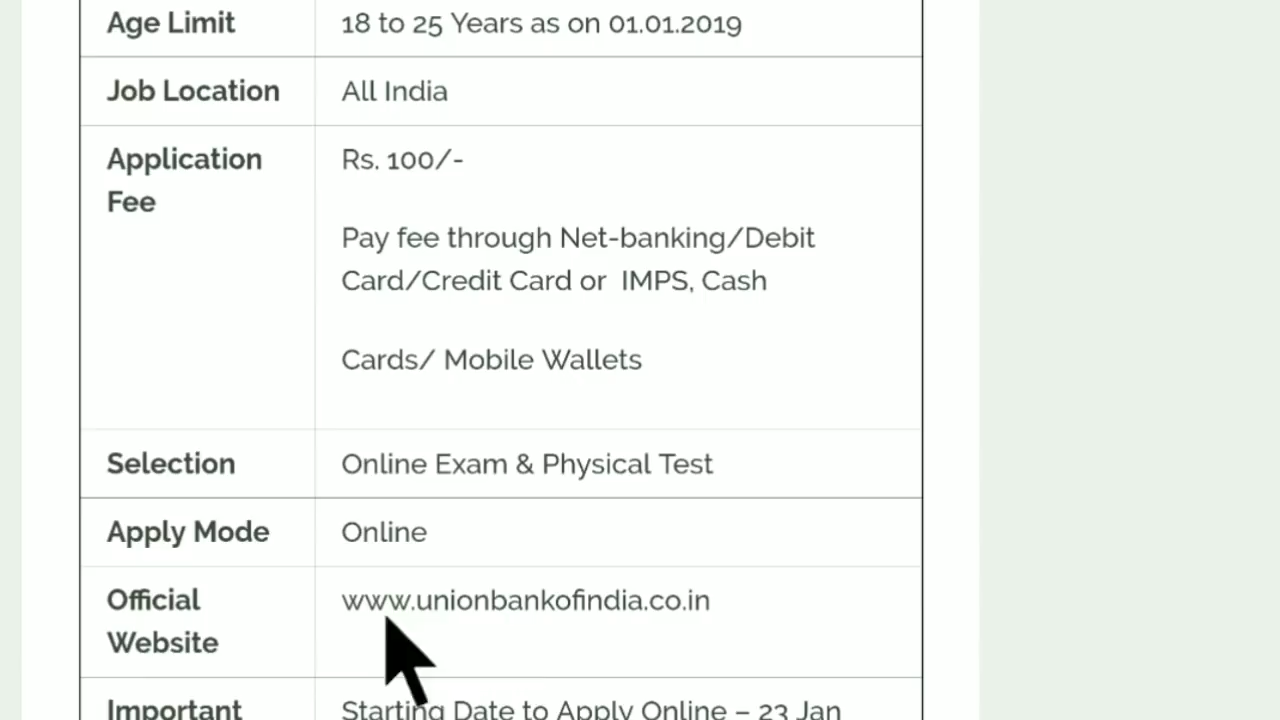 Age Limit 18 to 25 Years as on 01.01.2019
Job Location All India
Application Rs. 100/-
Fee
Pay fee through Net-banking/Debit
Card/Credit Card or IMPS, Cash
Cards/ Mobile Wallets
Selection Online Exam & Physical Test
Apply Mode Online
Official www.unionbankofindia.co.in
Website
Important Starting Date to Apply Online – 23 Jan